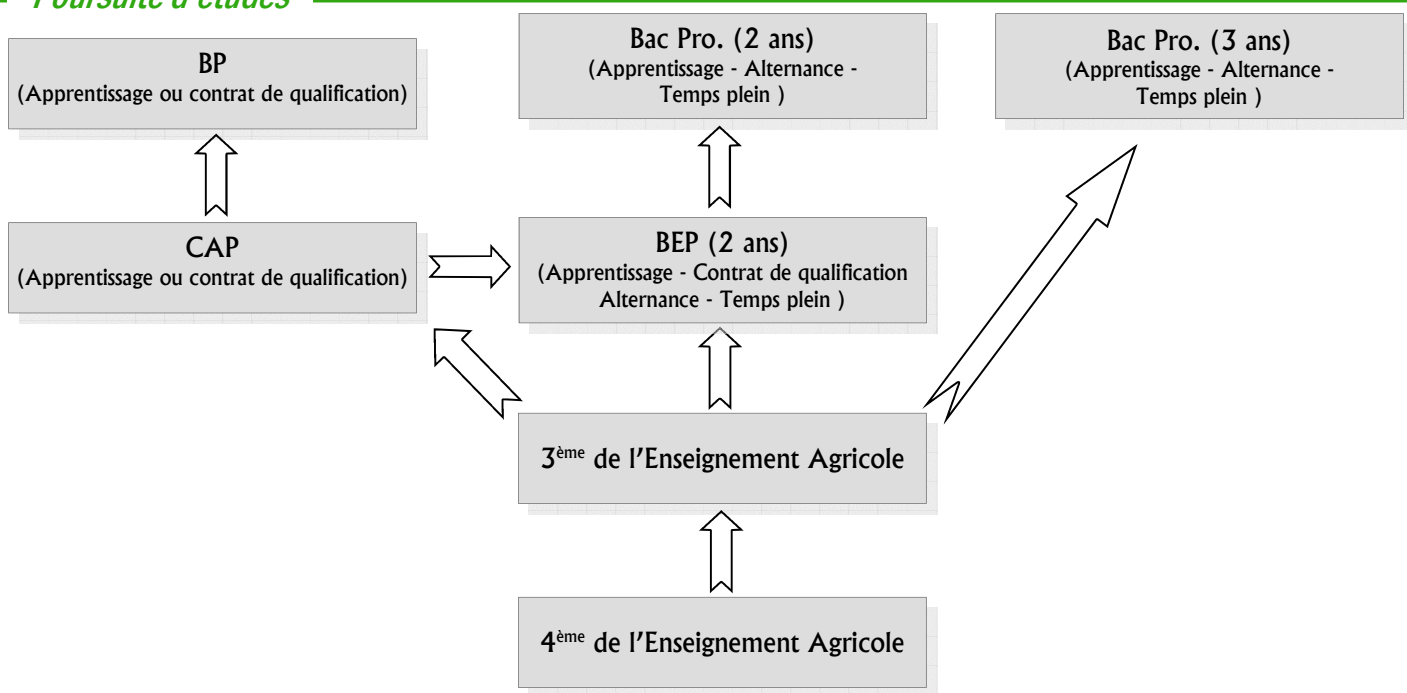 Poursuite d'études
BP
(Apprentissage ou contrat de qualification)
Bac Pro. (2 ans)
(Apprentissage - Alternance -
Temps plein )
Bac Pro. (3 ans)
(Apprentissage - Alternance -
Temps plein )
CAP
(Apprentissage ou contrat de qualification)
BEP (2 ans)
(Apprentissage - Contrat de qualification
Alternance - Temps plein )
3ème de l'Enseignement Agricole
4ème de l'Enseignement Agricole